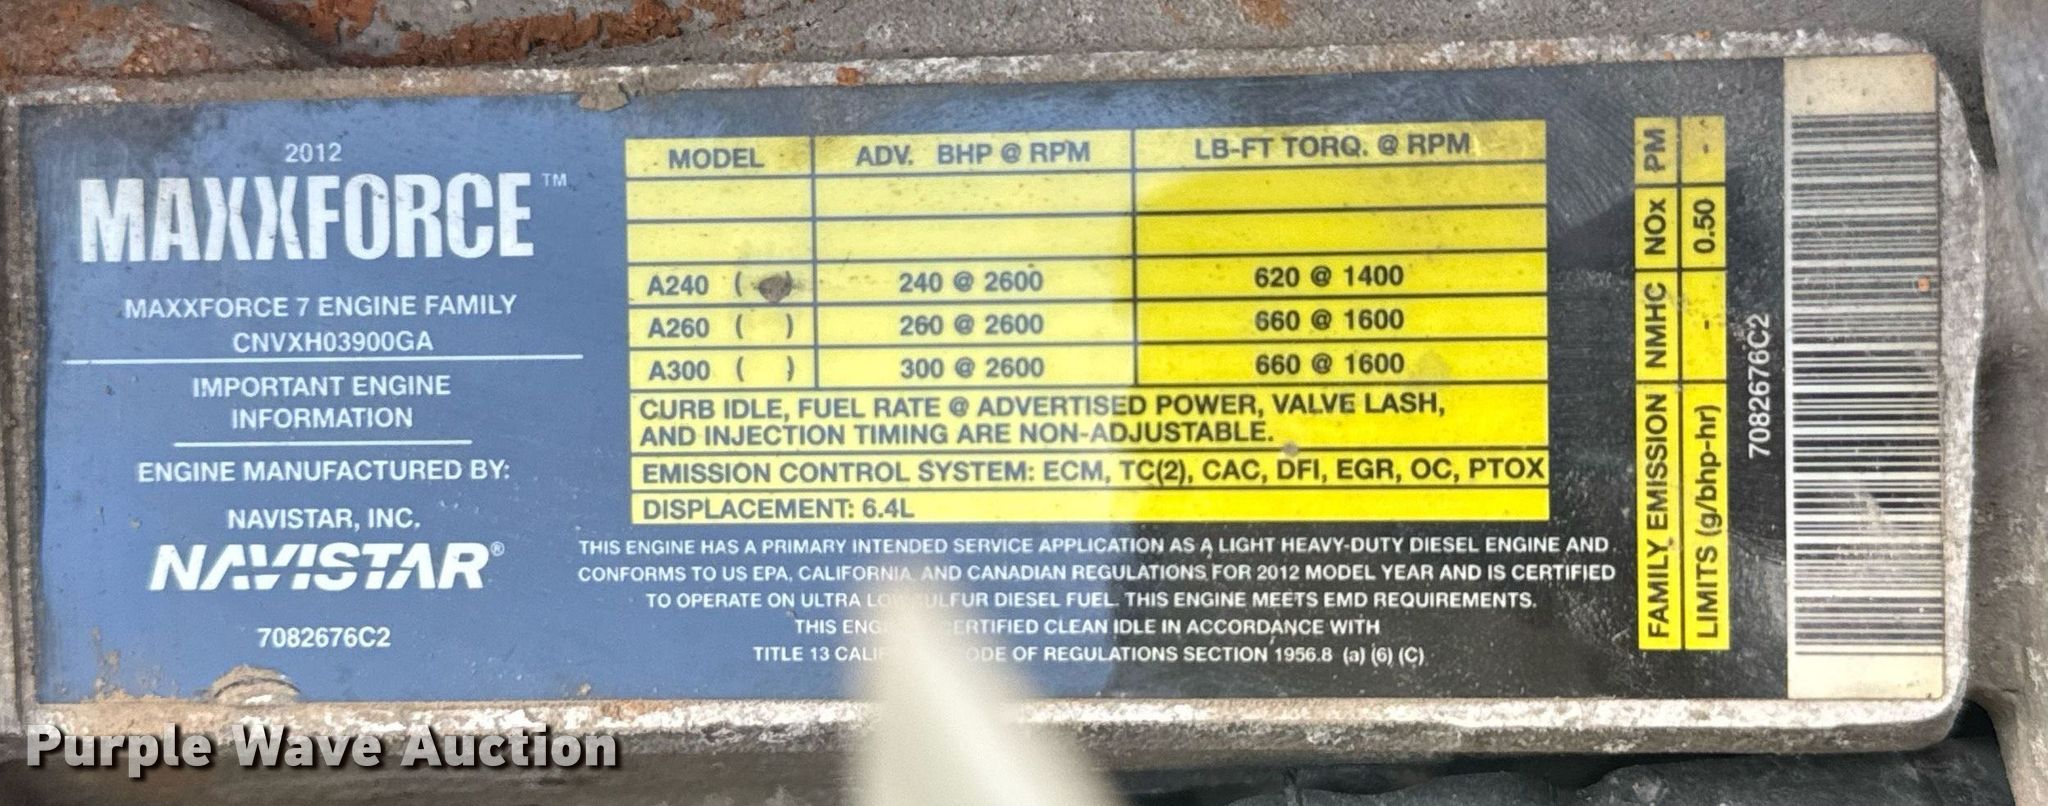 2012
MAXXFORCE™
MAXXFORCE 7 ENGINE FAMILY
CNVXH03900GA
IMPORTANT ENGINE
INFORMATION
ENGINE MANUFACTURED BY:
NAVISTAR, INC.
NAVISTAR®
7082676C2
MODEL ADV. BHP @ RPM LB-FT TORQ. @ RPM
A240 ( ) 240 @ 2600 620 @ 1400
A260 ( ) 260 @ 2600 660 @ 1600
A300 ( ) 300 @ 2600 660 @ 1600
CURB IDLE, FUEL RATE @ ADVERTISED POWER, VALVE LASH,
AND INJECTION TIMING ARE NON-ADJUSTABLE.
EMISSION CONTROL SYSTEM: ECM, TC(2), CAC, DFI, EGR, OC, PTOX
DISPLACEMENT: 6.4L
THIS ENGINE HAS A PRIMARY INTENDED SERVICE APPLICATION AS A LIGHT HEAVY-DUTY DIESEL ENGINE AND
CONFORMS TO US EPA, CALIFORNIA AND CANADIAN REGULATIONS FOR 2012 MODEL YEAR AND IS CERTIFIED
TO OPERATE ON ULTRA DIESEL FUEL. THIS ENGINE MEETS EMD REQUIREMENTS.
THIS CLEAN IDLE IN ACCORDANCE WITH
TITLE 13 OF REGULATIONS SECTION 1956.8 (a) (6) (C)
FAMILY EMISSION NMHC NOx PM
LIMITS (g/bhp-hr) - 0.50 -
7082676C2
Purple Wave Auction